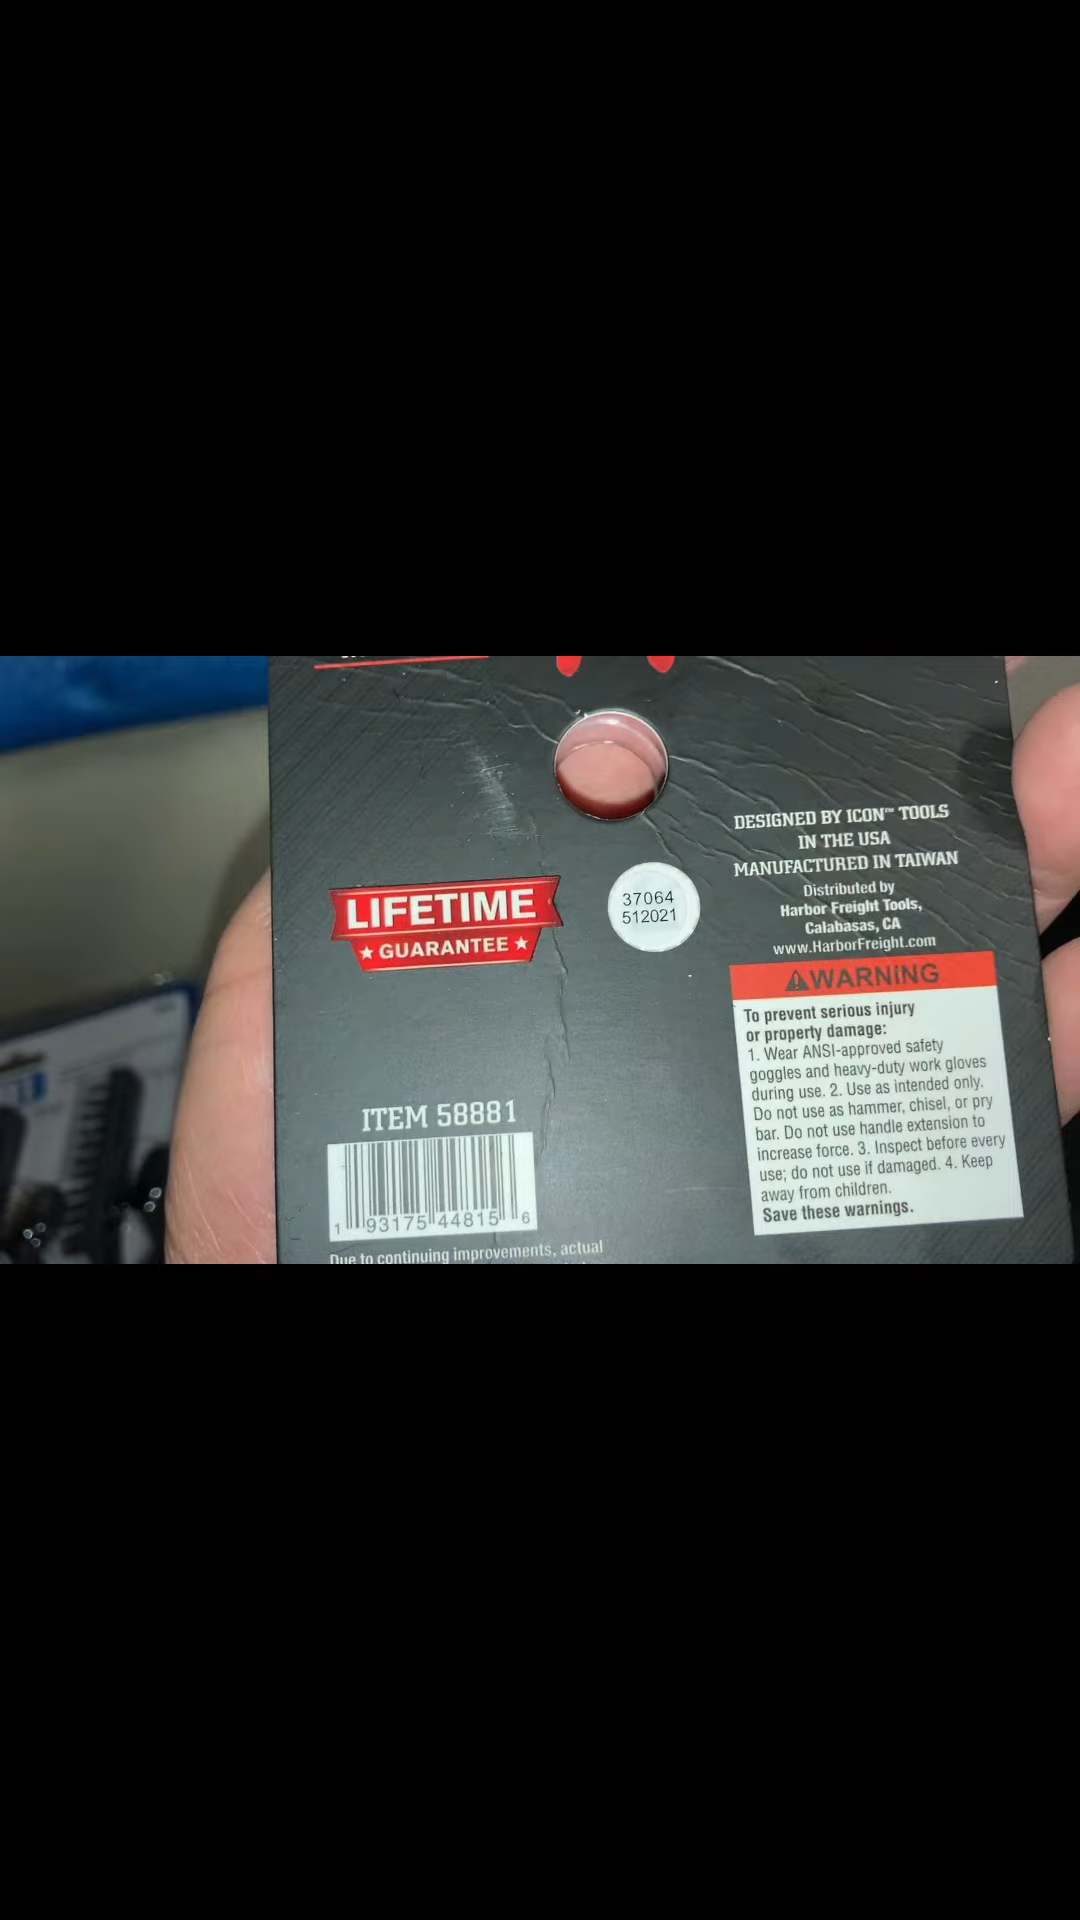 LIFETIME
★ GUARANTEE ★
37064
512021
DESIGNED BY ICON™ TOOLS
IN THE USA
MANUFACTURED IN TAIWAN
Distributed by
Harbor Freight Tools,
Calabasas, CA
www.HarborFreight.com
⚠WARNING
To prevent serious injury
or property damage:
1. Wear ANSI-approved safety
goggles and heavy-duty work gloves
during use. 2. Use as intended only.
Do not use as hammer, chisel, or pry
bar. Do not use handle extension to
increase force. 3. Inspect before every
use; do not use if damaged. 4. Keep
away from children.
Save these warnings.
ITEM 58881
1 93175 44815 6
Due to continuing improvements, actual